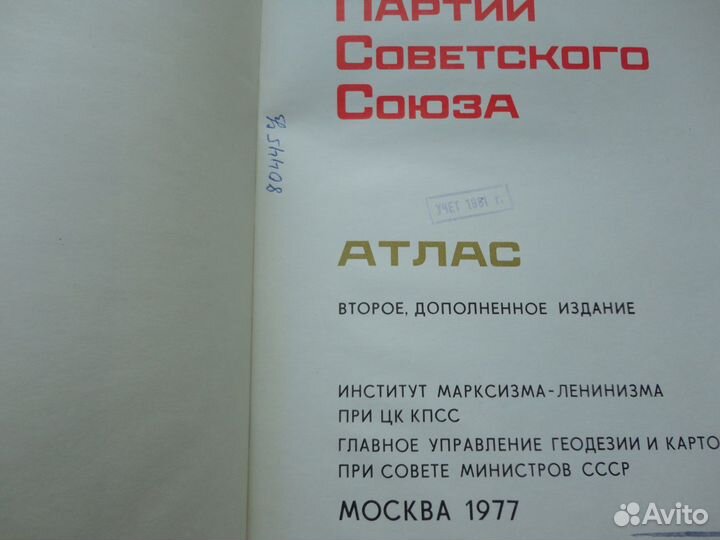 Партии
Советского
Союза
80445 
УЧЕТ 1981 г.
АТЛАС
ВТОРОЕ, ДОПОЛНЕННОЕ ИЗДАНИЕ
ИНСТИТУТ МАРКСИЗМА-ЛЕНИНИЗМА
ПРИ ЦК КПСС
ГЛАВНОЕ УПРАВЛЕНИЕ ГЕОДЕЗИИ И КАРТО
ПРИ СОВЕТЕ МИНИСТРОВ СССР
МОСКВА 1977
Avito